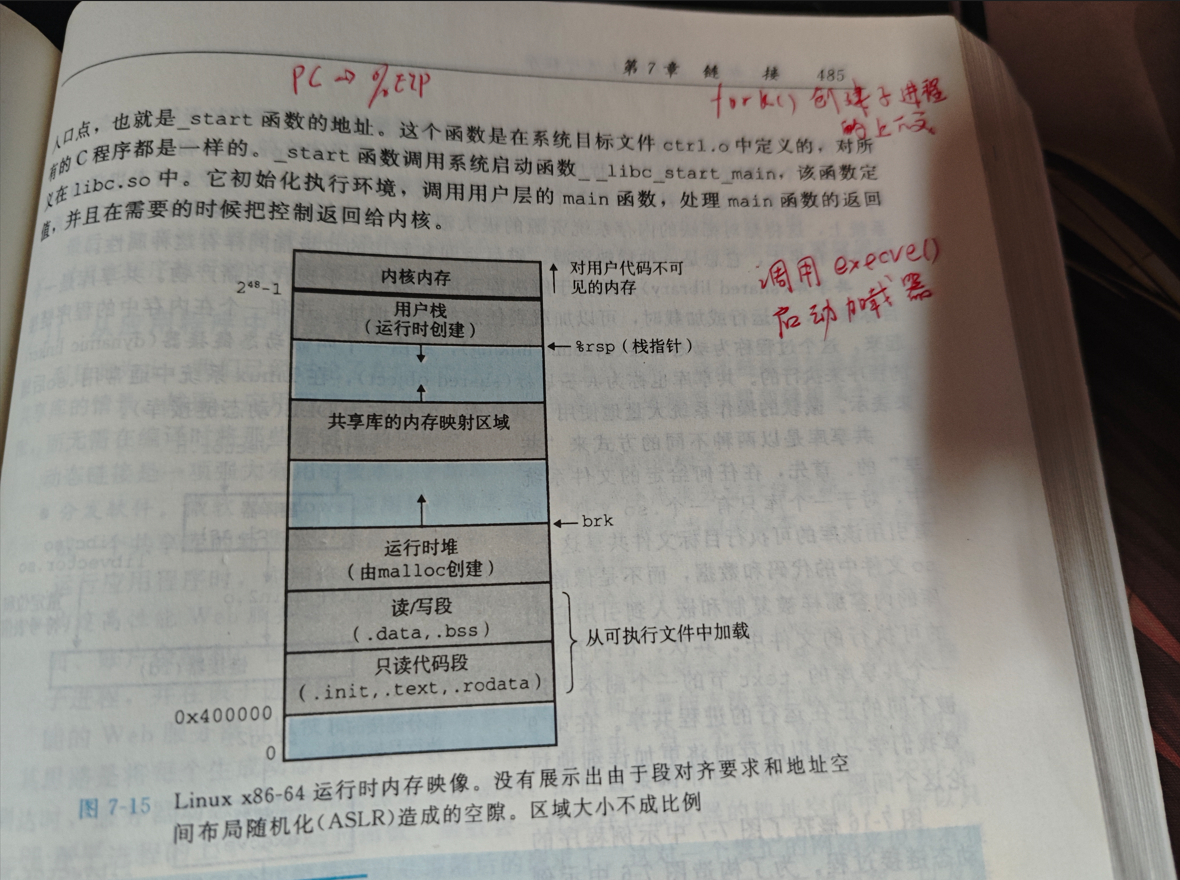 第7章 链 接 485
PC → %EIP
fork() 创建子进程
的上下文。
入口点，也就是_start 函数的地址。这个函数是在系统目标文件 ctrl.o 中定义的，对所
有的 C 程序都是一样的。_start 函数调用系统启动函数__libc_start_main，该函数定
义在 libc.so 中。它初始化执行环境，调用用户层的 main 函数，处理 main 函数的返回
值，并且在需要的时候把控制返回给内核。
调用 execve()
启动加载器
2⁴⁸-1
内核内存
对用户代码不可
见的内存
用户栈
(运行时创建)
%rsp (栈指针)
共享库的内存映射区域
brk
运行时堆
(由malloc创建)
读/写段
(.data,.bss)
从可执行文件中加载
只读代码段
(.init,.text,.rodata)
0x400000
0
图 7-15 Linux x86-64 运行时内存映像。没有展示出由于段对齐要求和地址空
间布局随机化(ASLR)造成的空隙。区域大小不成比例